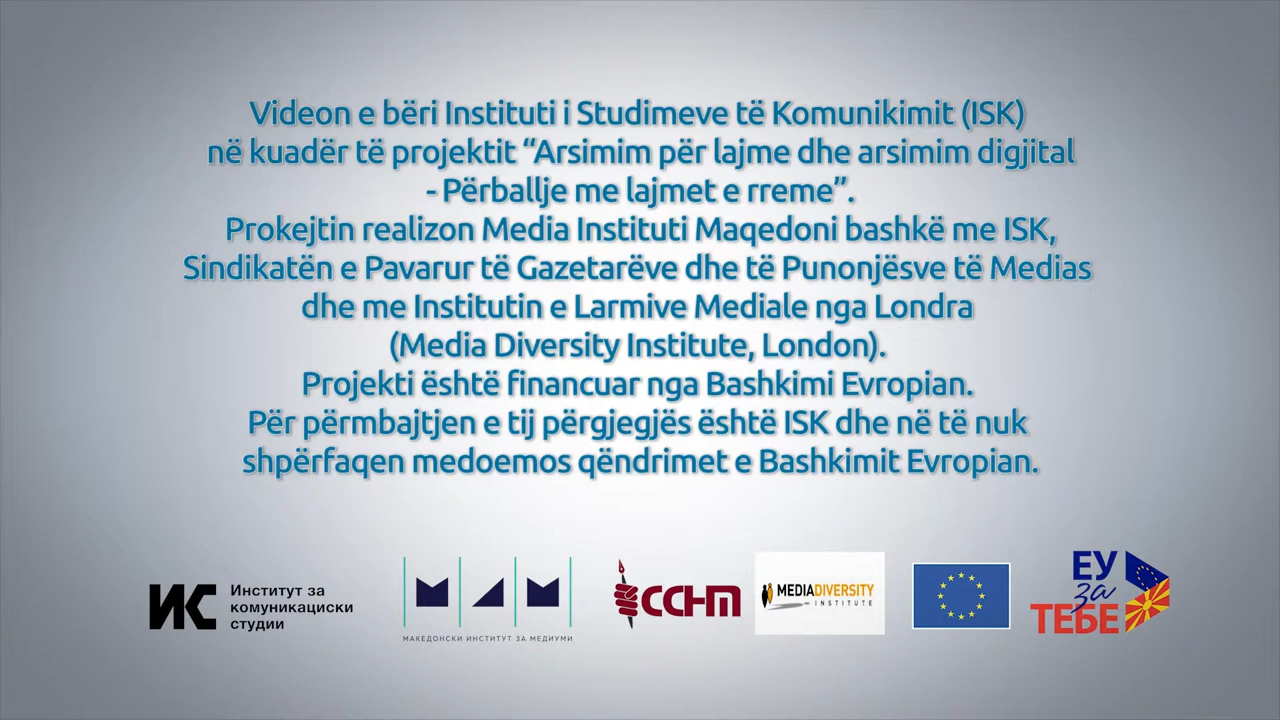 Videon e bëri Instituti i Studimeve të Komunikimit (ISK)
në kuadër të projektit “Arsimim për lajme dhe arsimim digjital
- Përballje me lajmet e rreme”.
Prokejtin realizon Media Instituti Maqedoni bashkë me ISK,
Sindikatën e Pavarur të Gazetarëve dhe të Punonjësve të Medias
dhe me Institutin e Larmive Mediale nga Londra
(Media Diversity Institute, London).
Projekti është financuar nga Bashkimi Evropian.
Për përmbajtjen e tij përgjegjës është ISK dhe në të nuk
shpërfaqen medoemos qëndrimet e Bashkimit Evropian.
ИС
Институт за
комуникациски
студии
МАКЕДОНСКИ ИНСТИТУТ ЗА МЕДИУМИ
ССНМ
MEDIADIVERSITY
INSTITUTE
ЕУ
за
ТЕБЕ